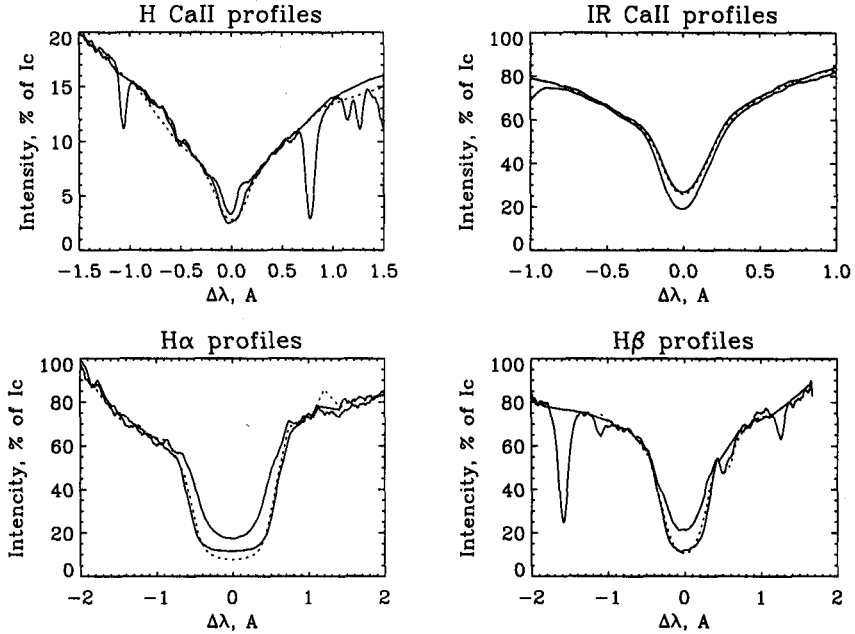 H CaII profiles
Intensity, % of Ic
20
15
10
5
0
−1.5 −1.0 −0.5 0.0 0.5 1.0 1.5
Δλ, A
IR CaII profiles
Intensity, % of Ic
100
80
60
40
20
0
−1.0 −0.5 0.0 0.5 1.0
Δλ, A
Hα profiles
Intencity, % of Ic
100
80
60
40
20
0
−2 −1 0 1 2
Δλ, A
Hβ profiles
Intencity, % of Ic
100
80
60
40
20
0
−2 −1 0 1 2
Δλ, A